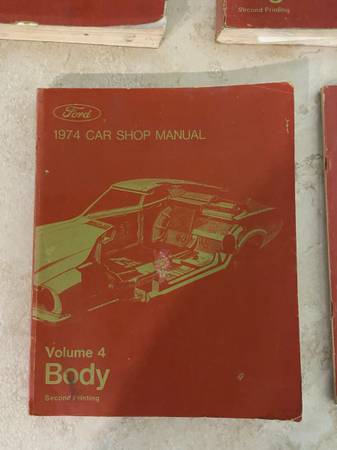 Second Printing
Ford
1974 CAR SHOP MANUAL
Volume 4
Body
Second Printing